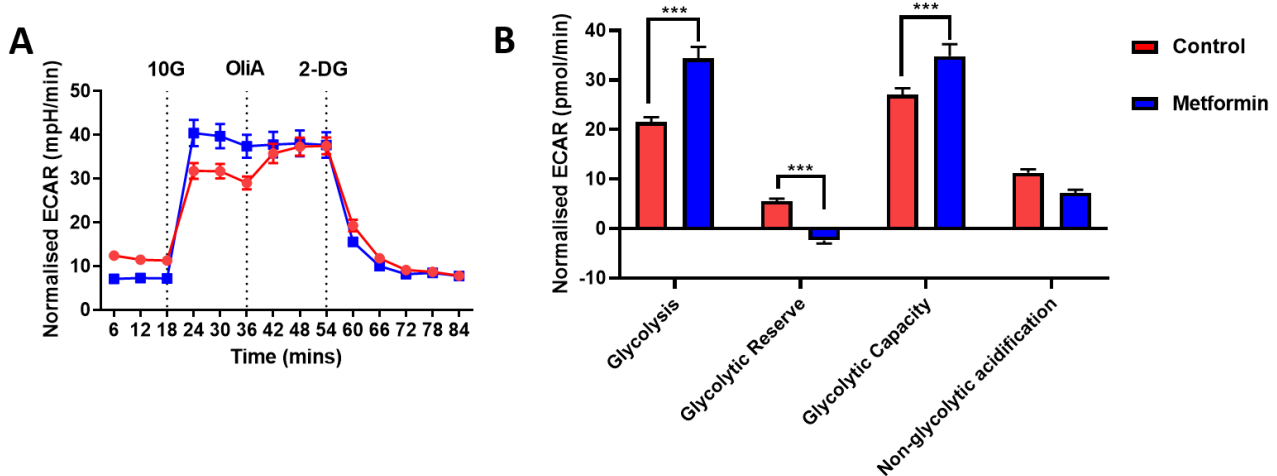 A
10G OliA 2-DG
Normalised ECAR (mpH/min)
50
40
30
20
10
0
6 12 18 24 30 36 42 48 54 60 66 72 78 84
Time (mins)
B
Normalised ECAR (pmol/min)
40
30
20
10
0
-10
***
***
***
Glycolysis
Glycolytic Reserve
Glycolytic Capacity
Non-glycolytic acidification
Control
Metformin